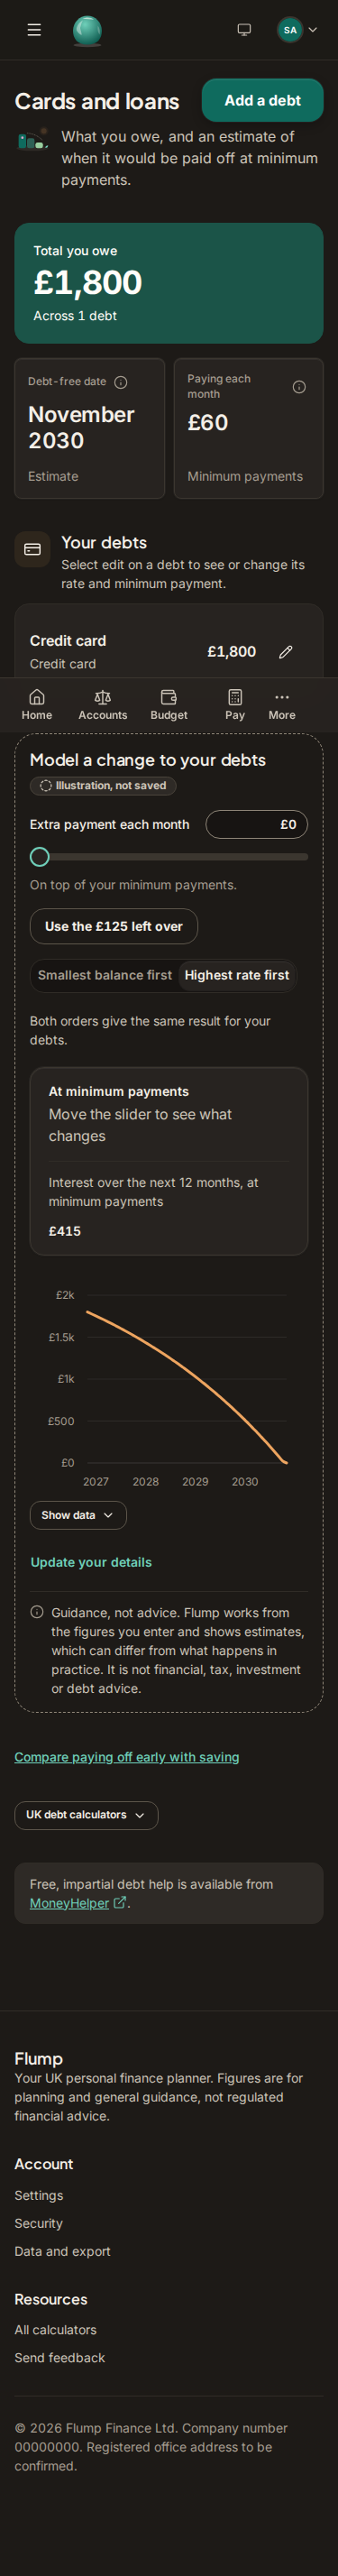 SA
Cards and loans
Add a debt
What you owe, and an estimate of
when it would be paid off at minimum
payments.
Total you owe
£1,800
Across 1 debt
Debt-free date
November
2030
Estimate
Paying each
month
£60
Minimum payments
Your debts
Select edit on a debt to see or change its
rate and minimum payment.
Credit card
£1,800
Credit card
Home
Accounts
Budget
Pay
More
Model a change to your debts
Illustration, not saved
Extra payment each month
£0
On top of your minimum payments.
Use the £125 left over
Smallest balance first
Highest rate first
Both orders give the same result for your
debts.
At minimum payments
Move the slider to see what
changes
Interest over the next 12 months, at
minimum payments
£415
£2k
£1.5k
£1k
£500
£0
2027
2028
2029
2030
Show data
Update your details
Guidance, not advice. Flump works from
the figures you enter and shows estimates,
which can differ from what happens in
practice. It is not financial, tax, investment
or debt advice.
Compare paying off early with saving
UK debt calculators
Free, impartial debt help is available from
MoneyHelper.
Flump
Your UK personal finance planner. Figures are for
planning and general guidance, not regulated
financial advice.
Account
Settings
Security
Data and export
Resources
All calculators
Send feedback
© 2026 Flump Finance Ltd. Company number
00000000. Registered office address to be
confirmed.